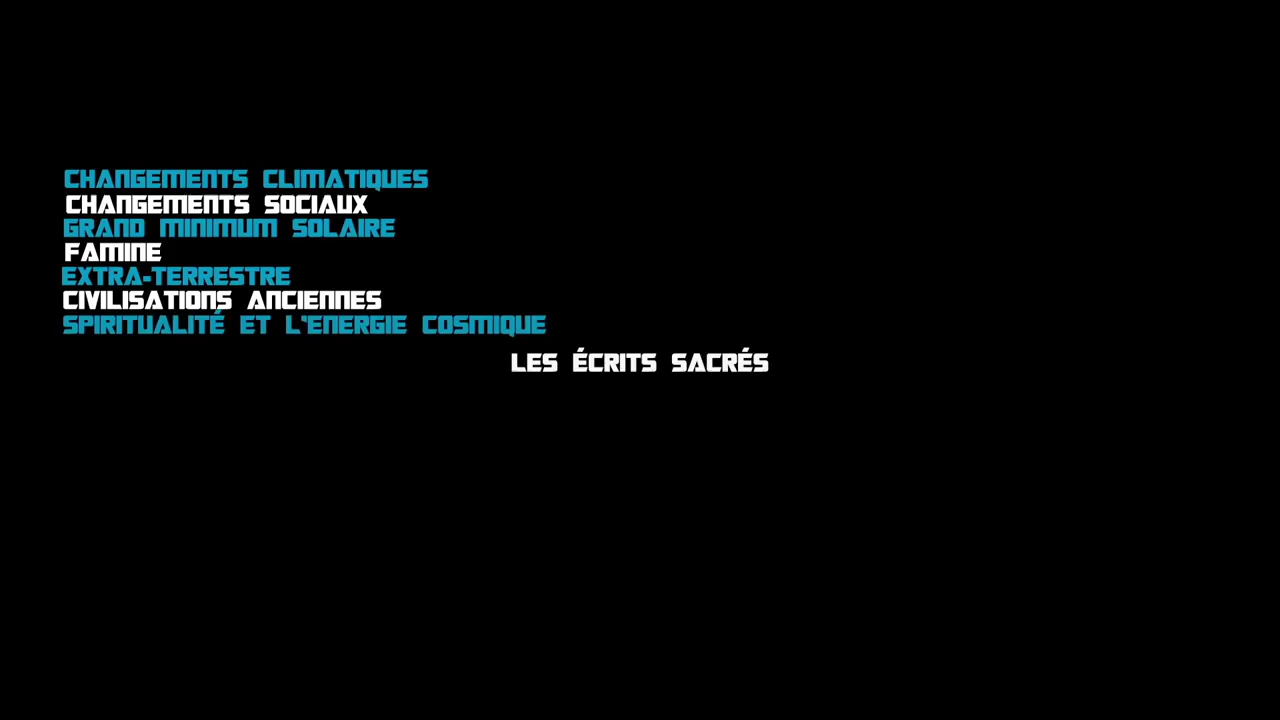 CHANGEMENTS CLIMATIQUES
CHANGEMENTS SOCIAUX
GRAND MINIMUM SOLAIRE
FAMINE
EXTRA-TERRESTRE
CIVILISATIONS ANCIENNES
SPIRITUALITÉ ET L'ENERGIE COSMIQUE
LES ÉCRITS SACRÉS